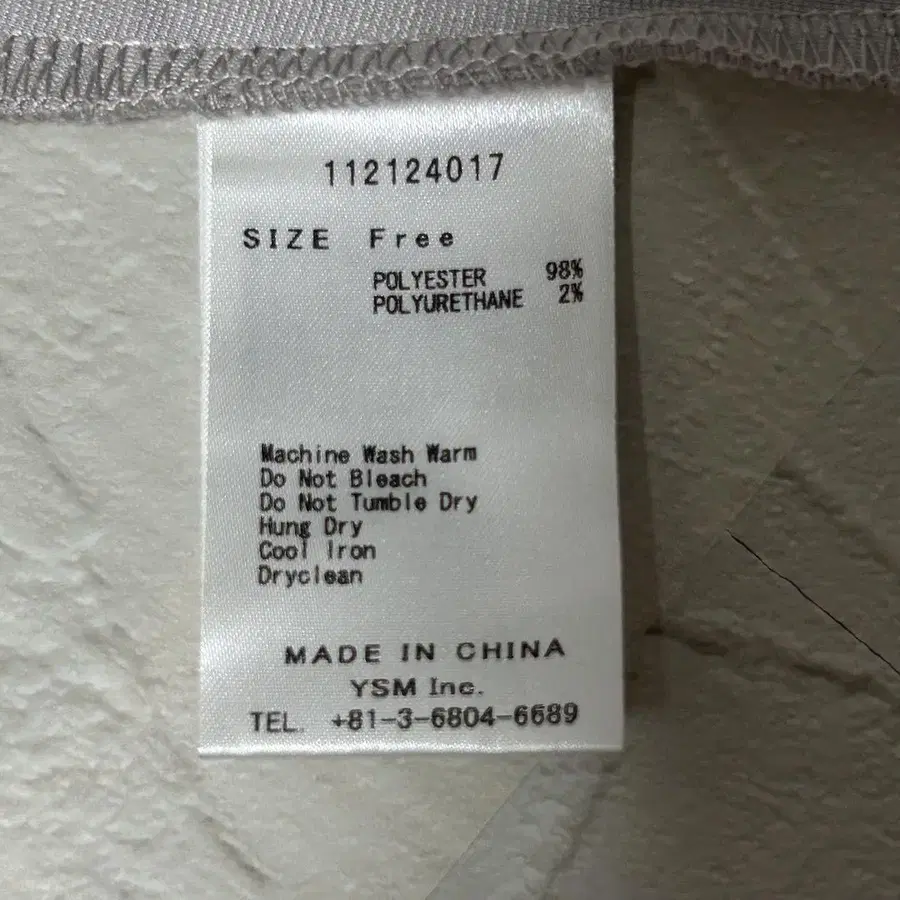 112124017
SIZE Free
POLYESTER 98%
POLYURETHANE 2%
Machine Wash Warm
Do Not Bleach
Do Not Tumble Dry
Hung Dry
Cool Iron
Dryclean
MADE IN CHINA
YSM Inc.
TEL. +81-3-6804-6689